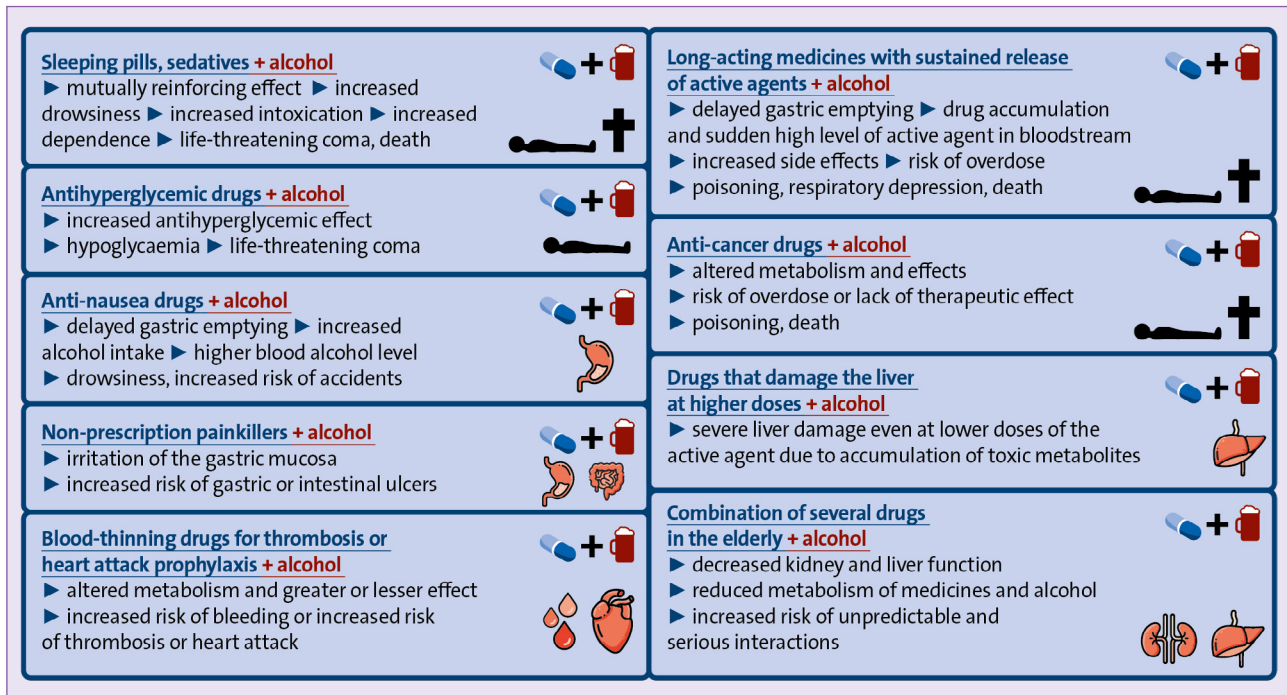 Sleeping pills, sedatives + alcohol
▶ mutually reinforcing effect ▶ increased
drowsiness ▶ increased intoxication ▶ increased
dependence ▶ life-threatening coma, death
Antihyperglycemic drugs + alcohol
▶ increased antihyperglycemic effect
▶ hypoglycaemia ▶ life-threatening coma
Anti-nausea drugs + alcohol
▶ delayed gastric emptying ▶ increased
alcohol intake ▶ higher blood alcohol level
▶ drowsiness, increased risk of accidents
Non-prescription painkillers + alcohol
▶ irritation of the gastric mucosa
▶ increased risk of gastric or intestinal ulcers
Blood-thinning drugs for thrombosis or
heart attack prophylaxis + alcohol
▶ altered metabolism and greater or lesser effect
▶ increased risk of bleeding or increased risk
of thrombosis or heart attack
Long-acting medicines with sustained release
of active agents + alcohol
▶ delayed gastric emptying ▶ drug accumulation
and sudden high level of active agent in bloodstream
▶ increased side effects ▶ risk of overdose
▶ poisoning, respiratory depression, death
Anti-cancer drugs + alcohol
▶ altered metabolism and effects
▶ risk of overdose or lack of therapeutic effect
▶ poisoning, death
Drugs that damage the liver
at higher doses + alcohol
▶ severe liver damage even at lower doses of the
active agent due to accumulation of toxic metabolites
Combination of several drugs
in the elderly + alcohol
▶ decreased kidney and liver function
▶ reduced metabolism of medicines and alcohol
▶ increased risk of unpredictable and
serious interactions